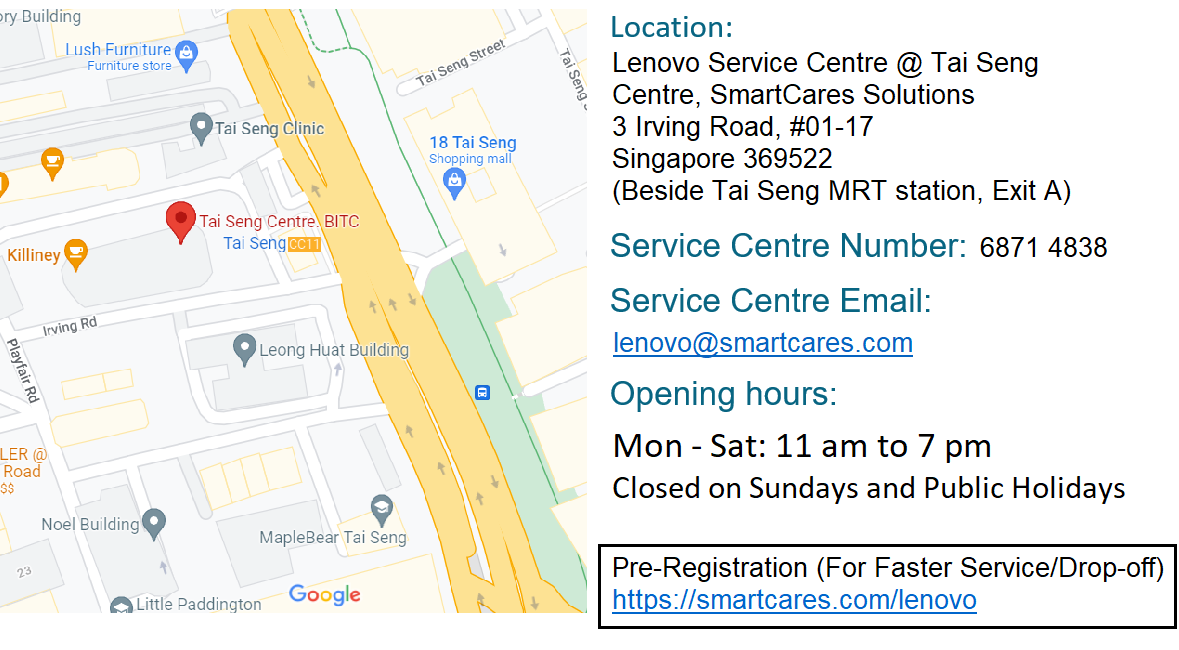 ory Building
Lush Furniture
Furniture store
Tai Seng Street
Tai Seng
Tai Seng Clinic
18 Tai Seng
Shopping mall
Tai Seng Centre. BITC
Tai Seng CC11
Killiney
Irving Rd
Playfair Rd
Leong Huat Building
LER @
Road
$$
Noel Building
MapleBear Tai Seng
23
Little Paddington
Google
Location:
Lenovo Service Centre @ Tai Seng
Centre, SmartCares Solutions
3 Irving Road, #01-17
Singapore 369522
(Beside Tai Seng MRT station, Exit A)
Service Centre Number: 6871 4838
Service Centre Email:
lenovo@smartcares.com
Opening hours:
Mon - Sat: 11 am to 7 pm
Closed on Sundays and Public Holidays
Pre-Registration (For Faster Service/Drop-off)
https://smartcares.com/lenovo